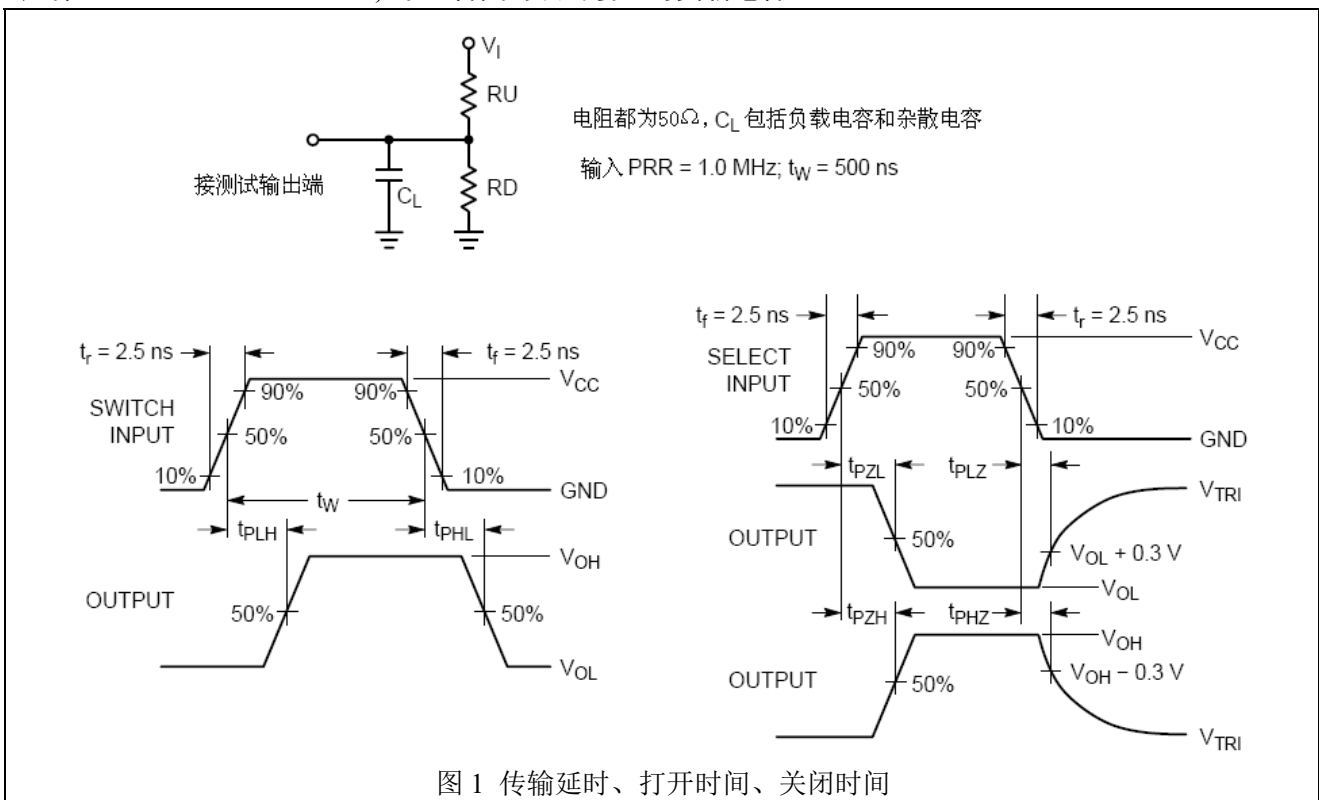 V_I
RU
电阻都为50Ω, C_L 包括负载电容和杂散电容
输入 PRR = 1.0 MHz; t_W = 500 ns
接测试输出端
C_L
RD
t_r = 2.5 ns
t_f = 2.5 ns
V_CC
SWITCH
INPUT
90%
90%
50%
50%
10%
10%
GND
t_W
t_PLH
t_PHL
V_OH
OUTPUT
50%
50%
V_OL
t_f = 2.5 ns
t_r = 2.5 ns
V_CC
SELECT
INPUT
90%
90%
50%
50%
10%
10%
GND
t_PZL
t_PLZ
V_TRI
OUTPUT
50%
V_OL + 0.3 V
V_OL
t_PZH
t_PHZ
V_OH
OUTPUT
50%
V_OH − 0.3 V
V_TRI
图 1 传输延时、打开时间、关闭时间